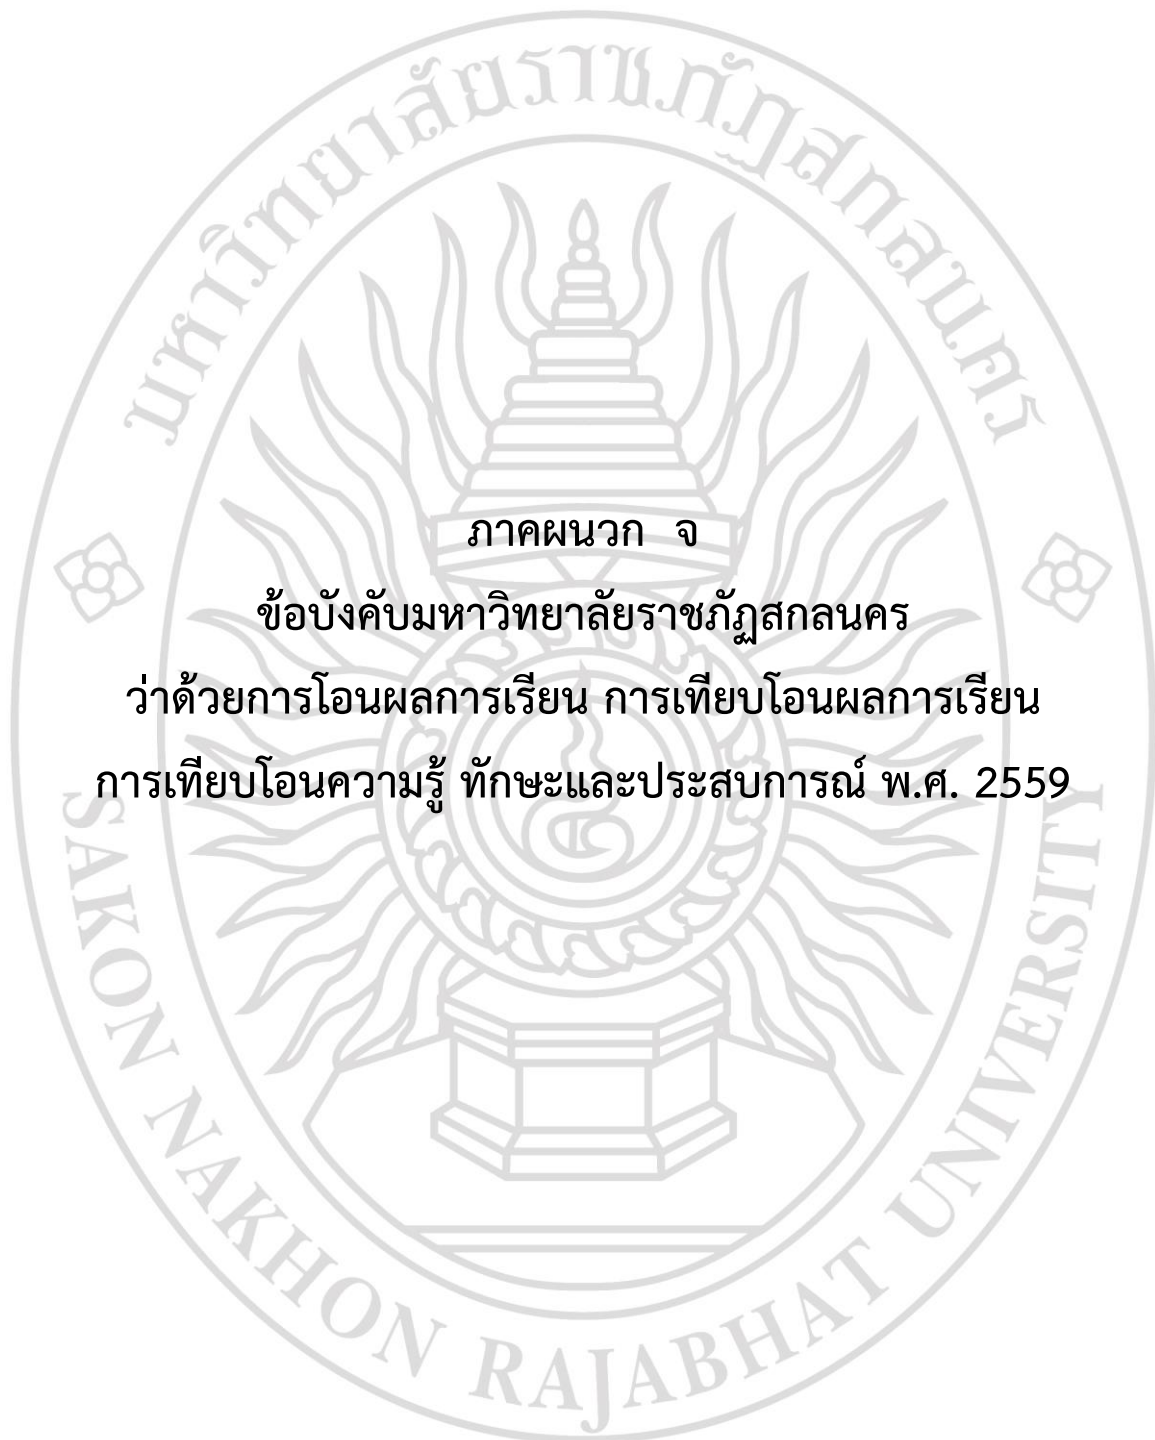 มหาวิทยาลัยราชภัฏสกลนคร
ภาคผนวก จ
ข้อบังคับมหาวิทยาลัยราชภัฏสกลนคร
ว่าด้วยการโอนผลการเรียน การเทียบโอนผลการเรียน
การเทียบโอนความรู้ ทักษะและประสบการณ์ พ.ศ. 2559
SAKON NAKHON RAJABHAT UNIVERSITY